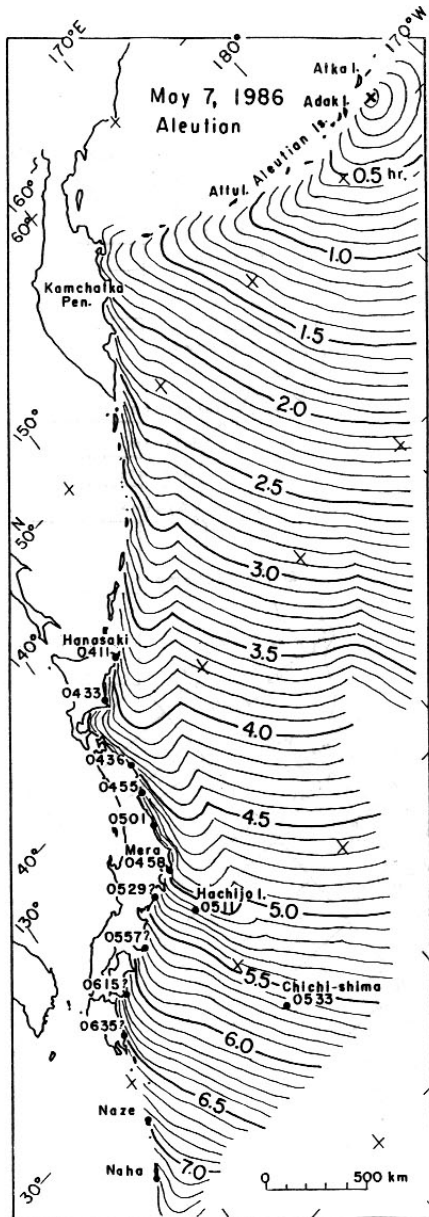 170°E
180°
170°W
Atka I.
May 7, 1986
Adak I.
Aleutian
Aleutian Is.
Attu I.
0.5 hr.
160°
60°
1.0
Kamchatka
Pen.
1.5
2.0
150°
2.5
50°
N
3.0
Hanasaki
0411
3.5
140°
0433
4.0
0436
0455
4.5
0501
Mera
0458
40°
0529?
Hachijo I.
0511
5.0
130°
0557?
5.5
Chichi-shima
0533
0615?
6.0
0635?
6.5
Naze
Naha
7.0
30°
0 500 km